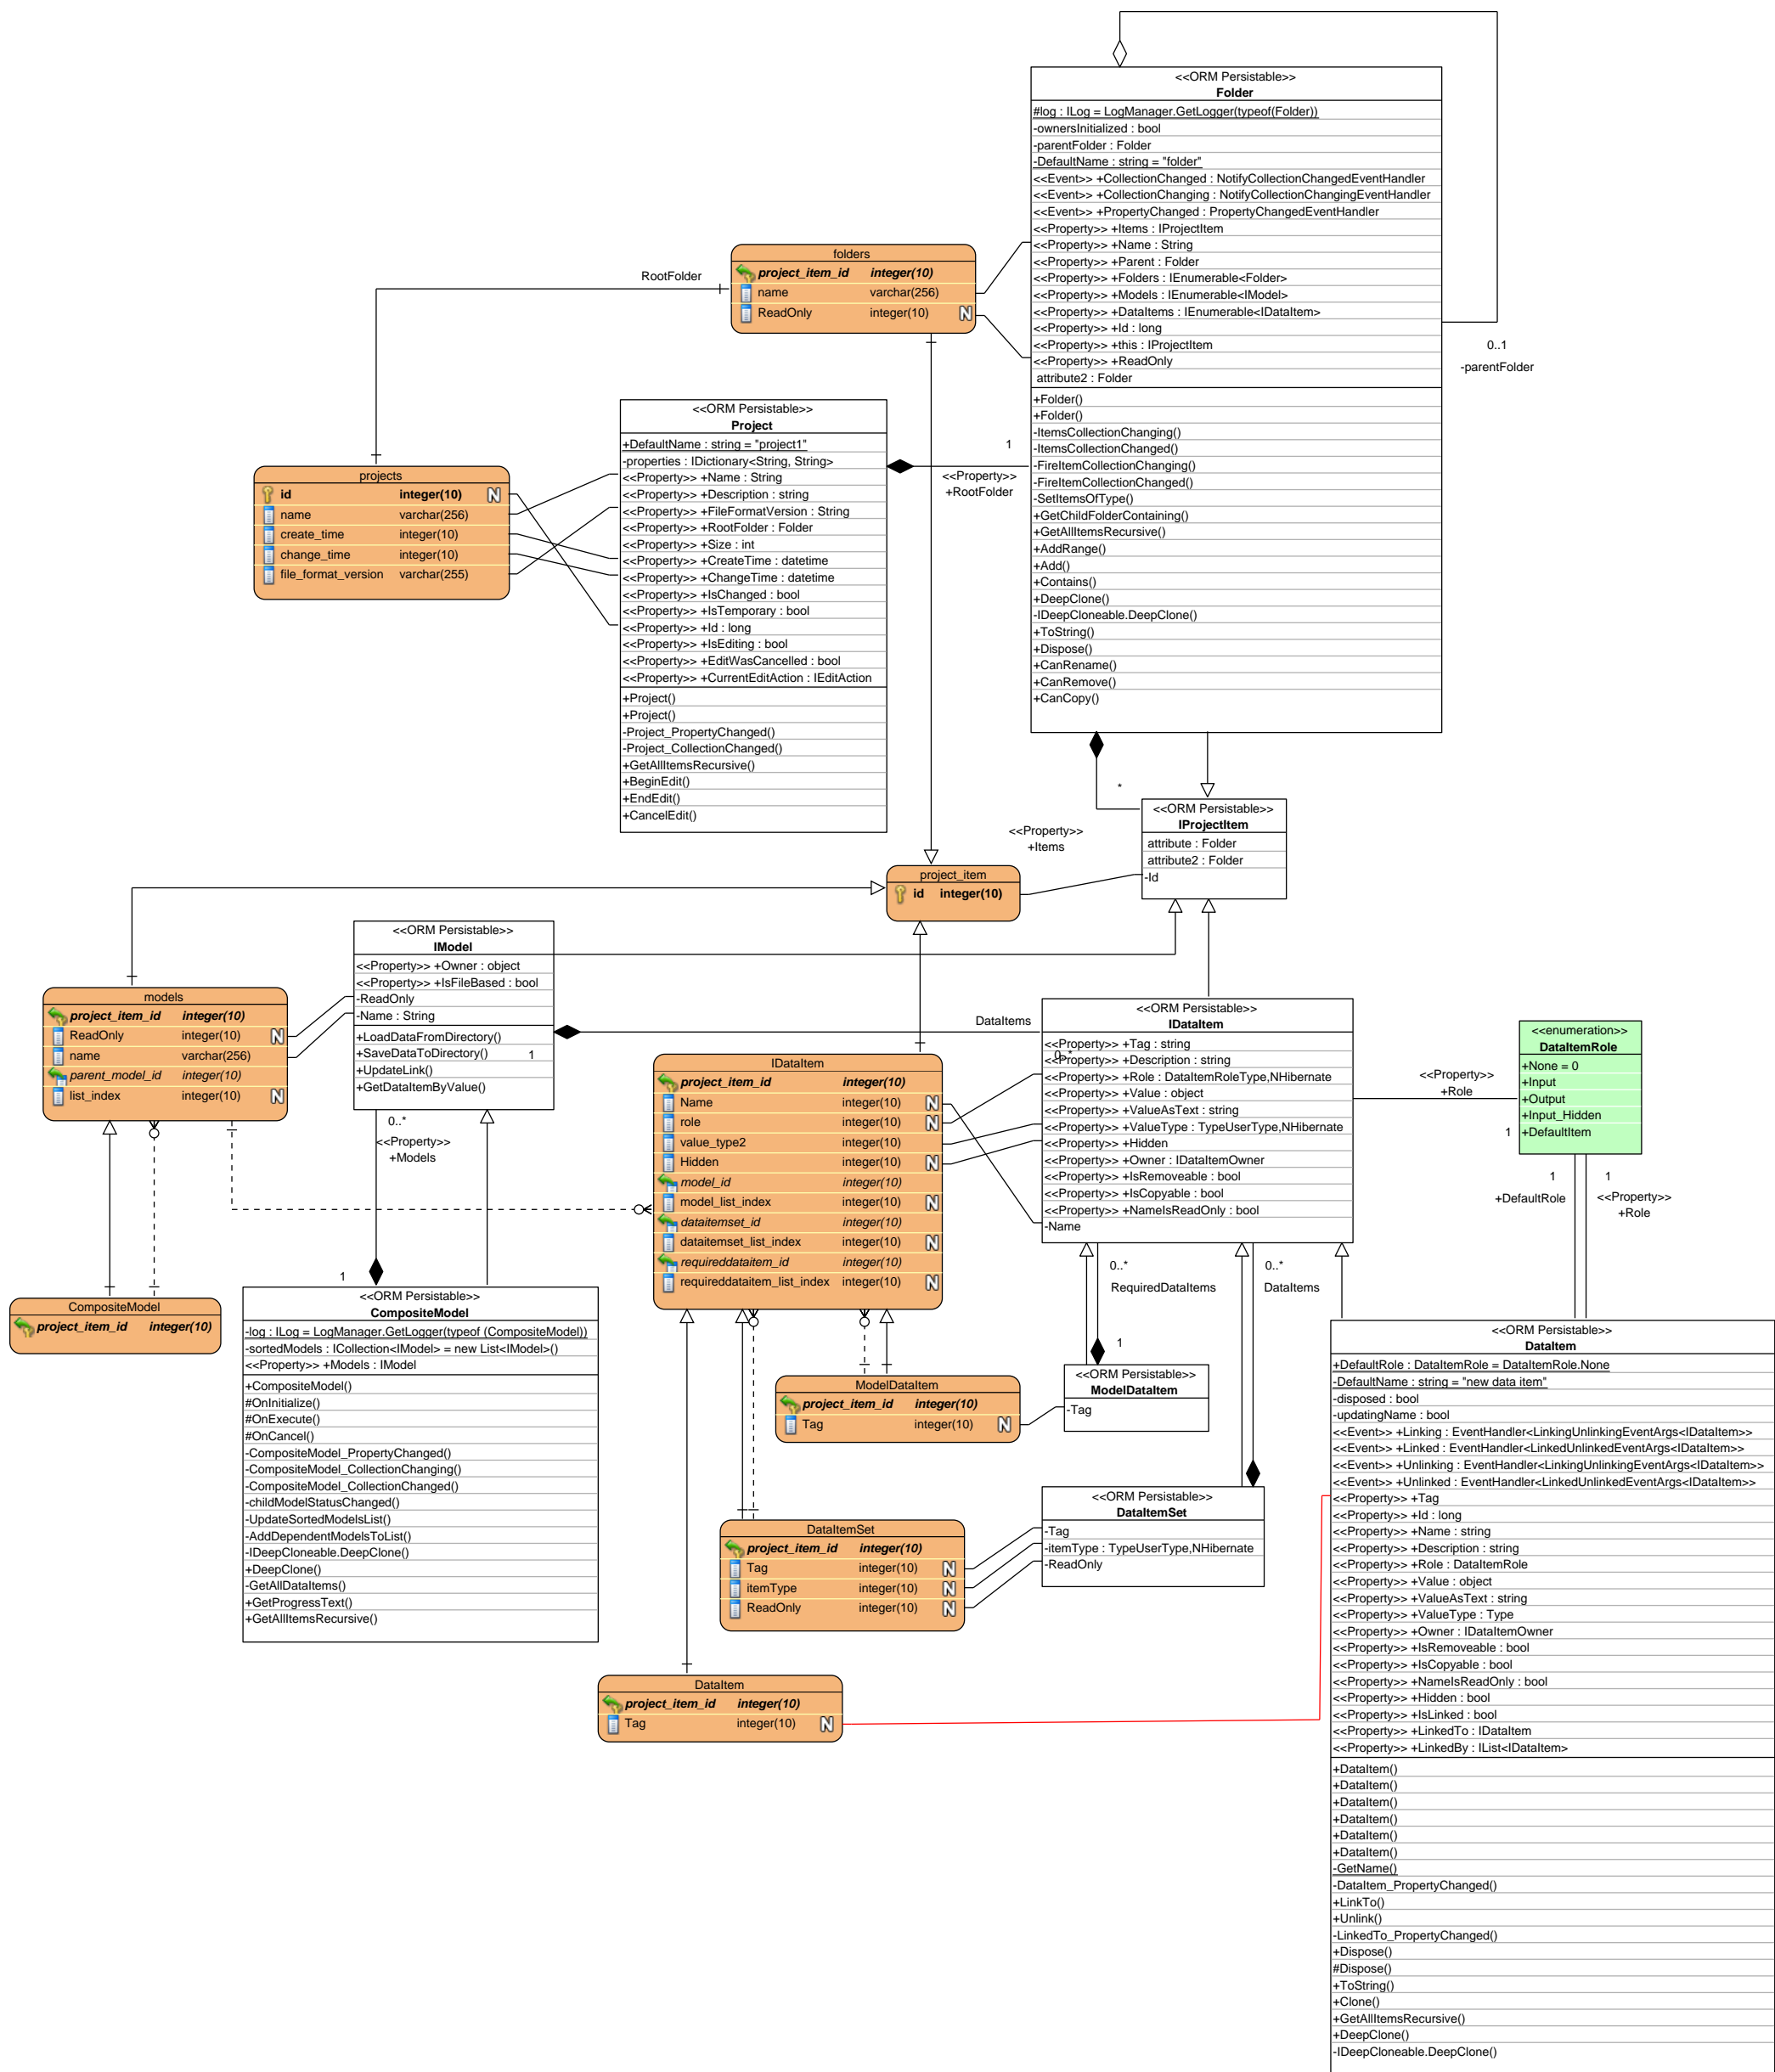 <<ORM Persistable>>
Folder
#log : ILog = LogManager.GetLogger(typeof(Folder))
-ownersInitialized : bool
-parentFolder : Folder
-DefaultName : string = "folder"
<<Event>> +CollectionChanged : NotifyCollectionChangedEventHandler
<<Event>> +CollectionChanging : NotifyCollectionChangingEventHandler
<<Event>> +PropertyChanged : PropertyChangedEventHandler
<<Property>> +Items : IProjectItem
<<Property>> +Name : String
<<Property>> +Parent : Folder
<<Property>> +Folders : IEnumerable<Folder>
<<Property>> +Models : IEnumerable<IModel>
<<Property>> +DataItems : IEnumerable<IDataItem>
<<Property>> +Id : long
<<Property>> +this : IProjectItem
<<Property>> +ReadOnly
attribute2 : Folder
+Folder()
+Folder()
-ItemsCollectionChanging()
-ItemsCollectionChanged()
-FireItemCollectionChanging()
-FireItemCollectionChanged()
-SetItemsOfType()
+GetChildFolderContaining()
+GetAllItemsRecursive()
+AddRange()
+Add()
+Contains()
+DeepClone()
-IDeepCloneable.DeepClone()
+ToString()
+Dispose()
+CanRename()
+CanRemove()
+CanCopy()
0..1
-parentFolder
folders
project_item_id integer(10)
name varchar(256)
ReadOnly integer(10) N
RootFolder
<<ORM Persistable>>
Project
+DefaultName : string = "project1"
-properties : IDictionary<String, String>
<<Property>> +Name : String
<<Property>> +Description : string
<<Property>> +FileFormatVersion : String
<<Property>> +RootFolder : Folder
<<Property>> +Size : int
<<Property>> +CreateTime : datetime
<<Property>> +ChangeTime : datetime
<<Property>> +IsChanged : bool
<<Property>> +IsTemporary : bool
<<Property>> +Id : long
<<Property>> +IsEditing : bool
<<Property>> +EditWasCancelled : bool
<<Property>> +CurrentEditAction : IEditAction
+Project()
+Project()
-Project_PropertyChanged()
-Project_CollectionChanged()
+GetAllItemsRecursive()
+BeginEdit()
+EndEdit()
+CancelEdit()
1
<<Property>>
+RootFolder
projects
id integer(10) N
name varchar(256)
create_time integer(10)
change_time integer(10)
file_format_version varchar(255)
*
<<Property>>
+Items
<<ORM Persistable>>
IProjectItem
attribute : Folder
attribute2 : Folder
-Id
project_item
id integer(10)
<<ORM Persistable>>
IModel
<<Property>> +Owner : object
<<Property>> +IsFileBased : bool
-ReadOnly
-Name : String
+LoadDataFromDirectory()
+SaveDataToDirectory()
+UpdateLink()
+GetDataItemByValue()
1
DataItems
0..*
models
project_item_id integer(10)
ReadOnly integer(10) N
name varchar(256)
parent_model_id integer(10)
list_index integer(10) N
0..*
<<Property>>
+Models
1
IDataItem
project_item_id integer(10)
Name integer(10) N
role integer(10) N
value_type2 integer(10)
Hidden integer(10) N
model_id integer(10)
model_list_index integer(10) N
dataitemset_id integer(10)
dataitemset_list_index integer(10) N
requireddataitem_id integer(10)
requireddataitem_list_index integer(10) N
<<ORM Persistable>>
IDataItem
<<Property>> +Tag : string
<<Property>> +Description : string
<<Property>> +Role : DataItemRoleType,NHibernate
<<Property>> +Value : object
<<Property>> +ValueAsText : string
<<Property>> +ValueType : TypeUserType,NHibernate
<<Property>> +Hidden
<<Property>> +Owner : IDataItemOwner
<<Property>> +IsRemoveable : bool
<<Property>> +IsCopyable : bool
<<Property>> +NameIsReadOnly : bool
-Name
<<Property>>
+Role
1
<<enumeration>>
DataItemRole
+None = 0
+Input
+Output
+Input_Hidden
+DefaultItem
1
+DefaultRole
1
<<Property>>
+Role
0..*
RequiredDataItems
0..*
DataItems
1
CompositeModel
project_item_id integer(10)
<<ORM Persistable>>
CompositeModel
-log : ILog = LogManager.GetLogger(typeof (CompositeModel))
-sortedModels : ICollection<IModel> = new List<IModel>()
<<Property>> +Models : IModel
+CompositeModel()
#OnInitialize()
#OnExecute()
#OnCancel()
-CompositeModel_PropertyChanged()
-CompositeModel_CollectionChanging()
-CompositeModel_CollectionChanged()
-childModelStatusChanged()
-UpdateSortedModelsList()
-AddDependentModelsToList()
-IDeepCloneable.DeepClone()
+DeepClone()
-GetAllDataItems()
+GetProgressText()
+GetAllItemsRecursive()
ModelDataItem
project_item_id integer(10)
Tag integer(10) N
<<ORM Persistable>>
ModelDataItem
-Tag
DataItemSet
project_item_id integer(10)
Tag integer(10) N
itemType integer(10) N
ReadOnly integer(10) N
<<ORM Persistable>>
DataItemSet
-Tag
-itemType : TypeUserType,NHibernate
-ReadOnly
DataItem
project_item_id integer(10)
Tag integer(10) N
<<ORM Persistable>>
DataItem
+DefaultRole : DataItemRole = DataItemRole.None
-DefaultName : string = "new data item"
-disposed : bool
-updatingName : bool
<<Event>> +Linking : EventHandler<LinkingUnlinkingEventArgs<IDataItem>>
<<Event>> +Linked : EventHandler<LinkedUnlinkedEventArgs<IDataItem>>
<<Event>> +Unlinking : EventHandler<LinkingUnlinkingEventArgs<IDataItem>>
<<Event>> +Unlinked : EventHandler<LinkedUnlinkedEventArgs<IDataItem>>
<<Property>> +Tag
<<Property>> +Id : long
<<Property>> +Name : string
<<Property>> +Description : string
<<Property>> +Role : DataItemRole
<<Property>> +Value : object
<<Property>> +ValueAsText : string
<<Property>> +ValueType : Type
<<Property>> +Owner : IDataItemOwner
<<Property>> +IsRemoveable : bool
<<Property>> +IsCopyable : bool
<<Property>> +NameIsReadOnly : bool
<<Property>> +Hidden : bool
<<Property>> +IsLinked : bool
<<Property>> +LinkedTo : IDataItem
<<Property>> +LinkedBy : IList<IDataItem>
+DataItem()
+DataItem()
+DataItem()
+DataItem()
+DataItem()
+DataItem()
-GetName()
-DataItem_PropertyChanged()
+LinkTo()
+Unlink()
-LinkedTo_PropertyChanged()
+Dispose()
#Dispose()
+ToString()
+Clone()
+GetAllItemsRecursive()
+DeepClone()
-IDeepCloneable.DeepClone()